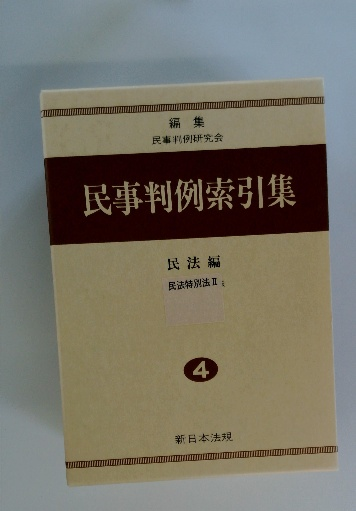 編集
民事判例研究会
民事判例索引集
民法編
民法特別法Ⅱ
4
新日本法規